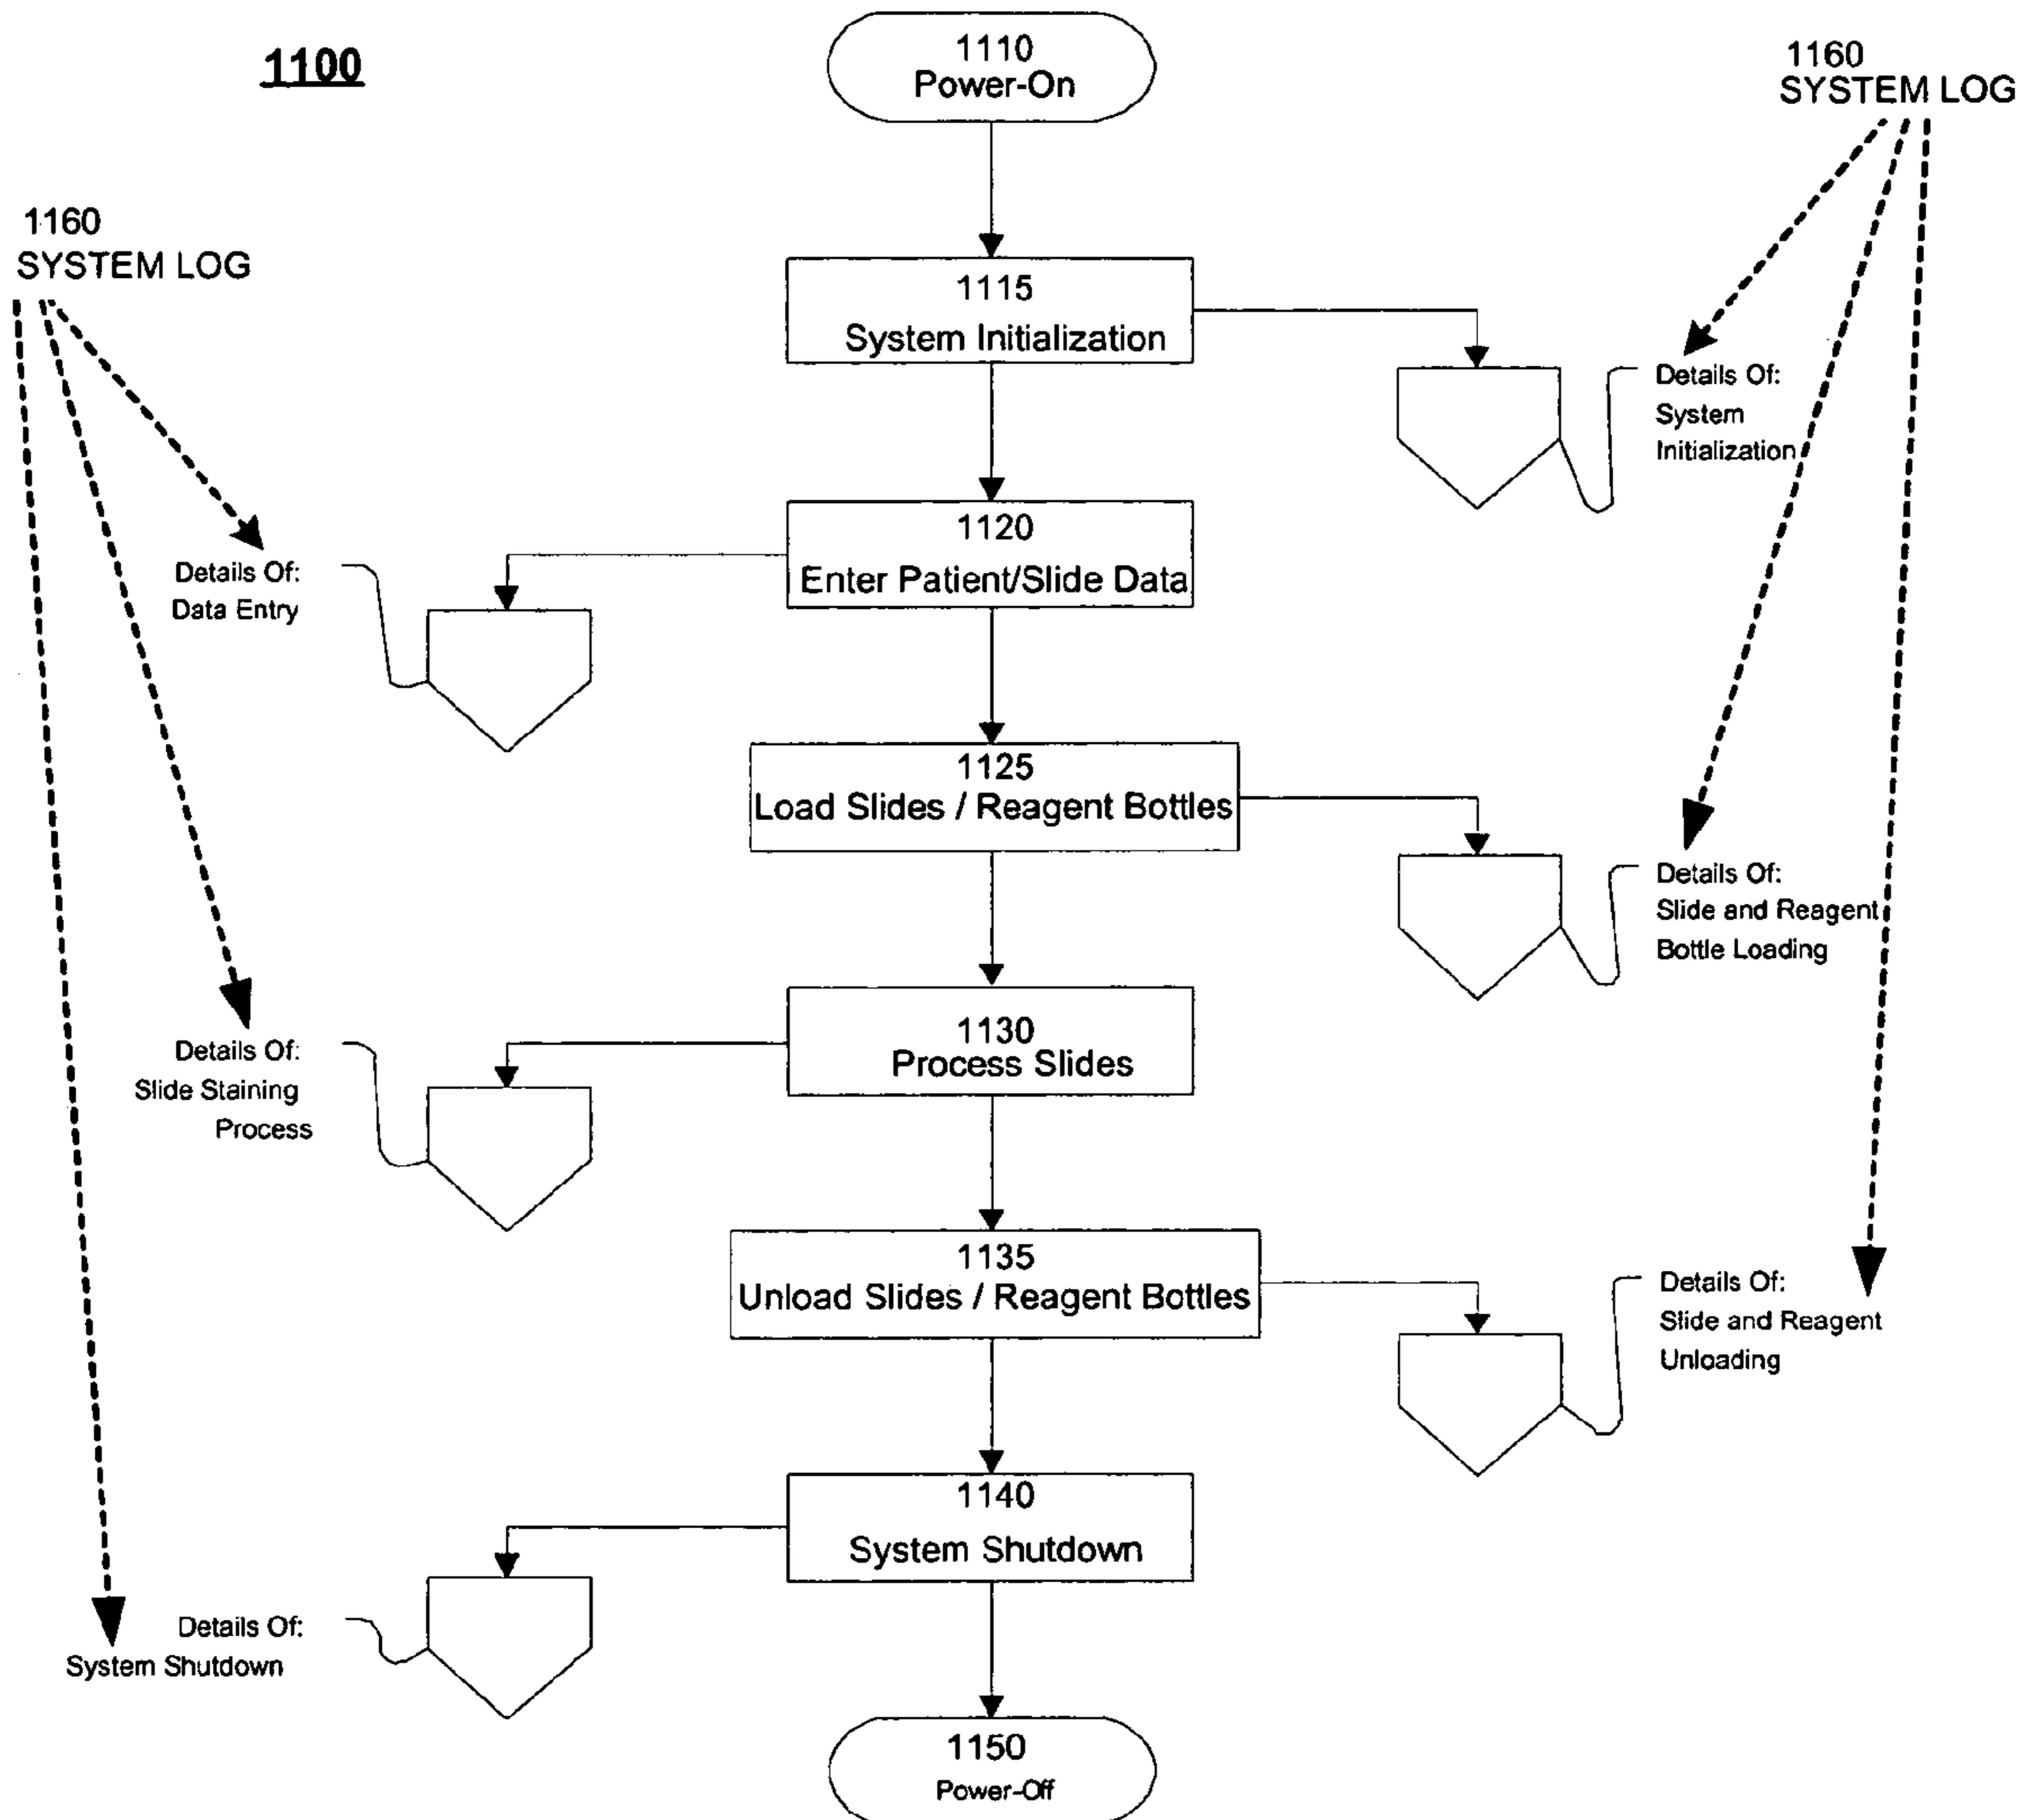 1100
1110
Power-On
1160
SYSTEM LOG
1160
SYSTEM LOG
1115
System Initialization
Details Of:
System
Initialization
1120
Enter Patient/Slide Data
Details Of:
Data Entry
1125
Load Slides / Reagent Bottles
Details Of:
Slide and Reagent
Bottle Loading
1130
Process Slides
Details Of:
Slide Staining
Process
1135
Unload Slides / Reagent Bottles
Details Of:
Slide and Reagent
Unloading
1140
System Shutdown
Details Of:
System Shutdown
1150
Power-Off